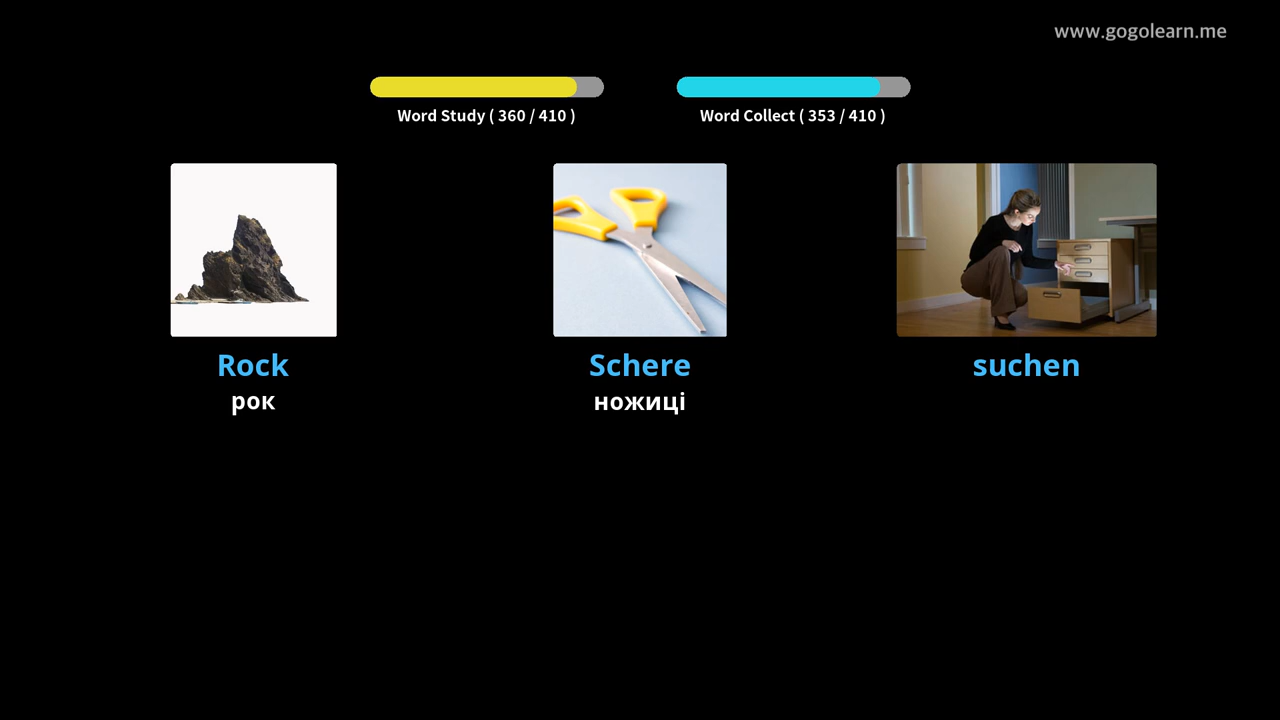 www.gogolearn.me
Word Study ( 360 / 410 )
Word Collect ( 353 / 410 )
Rock
рок
Schere
ножиці
suchen